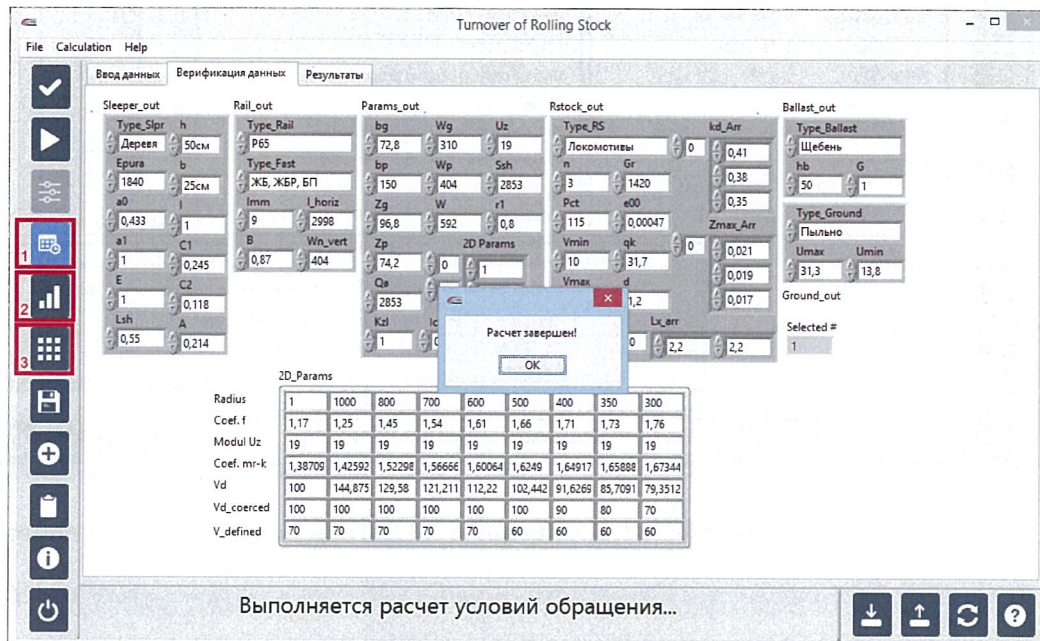 Turnover of Rolling Stock
File Calculation Help
Ввод данных Верификация данных Результаты
Sleeper_out Rail_out Params_out Rstock_out Ballast_out
Type_Slpr h Type_Rail bg Wg Uz Type_RS kd_Arr Type_Ballast
Деревя 50см P65 72,8 310 19 Локомотивы 0 0,41 Щебень
Epura b Type_Fast bp Wp Ssh n Gr hb G
1840 25см ЖБ, ЖБР, БП 150 404 2853 3 1420 0,38 50 1
a0 l Imm I_horiz Zg W r1 Pct e00 0,35 Type_Ground
0,433 1 9 2998 96,8 592 0,8 115 0,00047 Zmax_Arr Пыльно
a1 C1 B Wn_vert Zp 2D Params Vmin qk 0 0,021 Umax Umin
1 0,245 0,87 404 74,2 0 1 10 31,7 0,019 31,3 13,8
E C2 Qa Vmax d 0,017 Ground_out
1 0,118 2853 1,2
Lsh A Kzl Lx_arr Selected #
0,55 0,214 1 0 2,2 2,2 1
Расчет завершен!
OK
2D_Params
Radius 1 1000 800 700 600 500 400 350 300
Coef. f 1,17 1,25 1,45 1,54 1,61 1,66 1,71 1,73 1,76
Modul Uz 19 19 19 19 19 19 19 19 19
Coef. mr-k 1,38709 1,42592 1,52298 1,56666 1,60064 1,6249 1,64917 1,65888 1,67344
Vd 100 144,875 129,58 121,211 112,22 102,442 91,6269 85,7091 79,3512
Vd_coerced 100 100 100 100 100 100 90 80 70
V_defined 70 70 70 70 70 60 60 60 60
1
2
3
Выполняется расчет условий обращения...